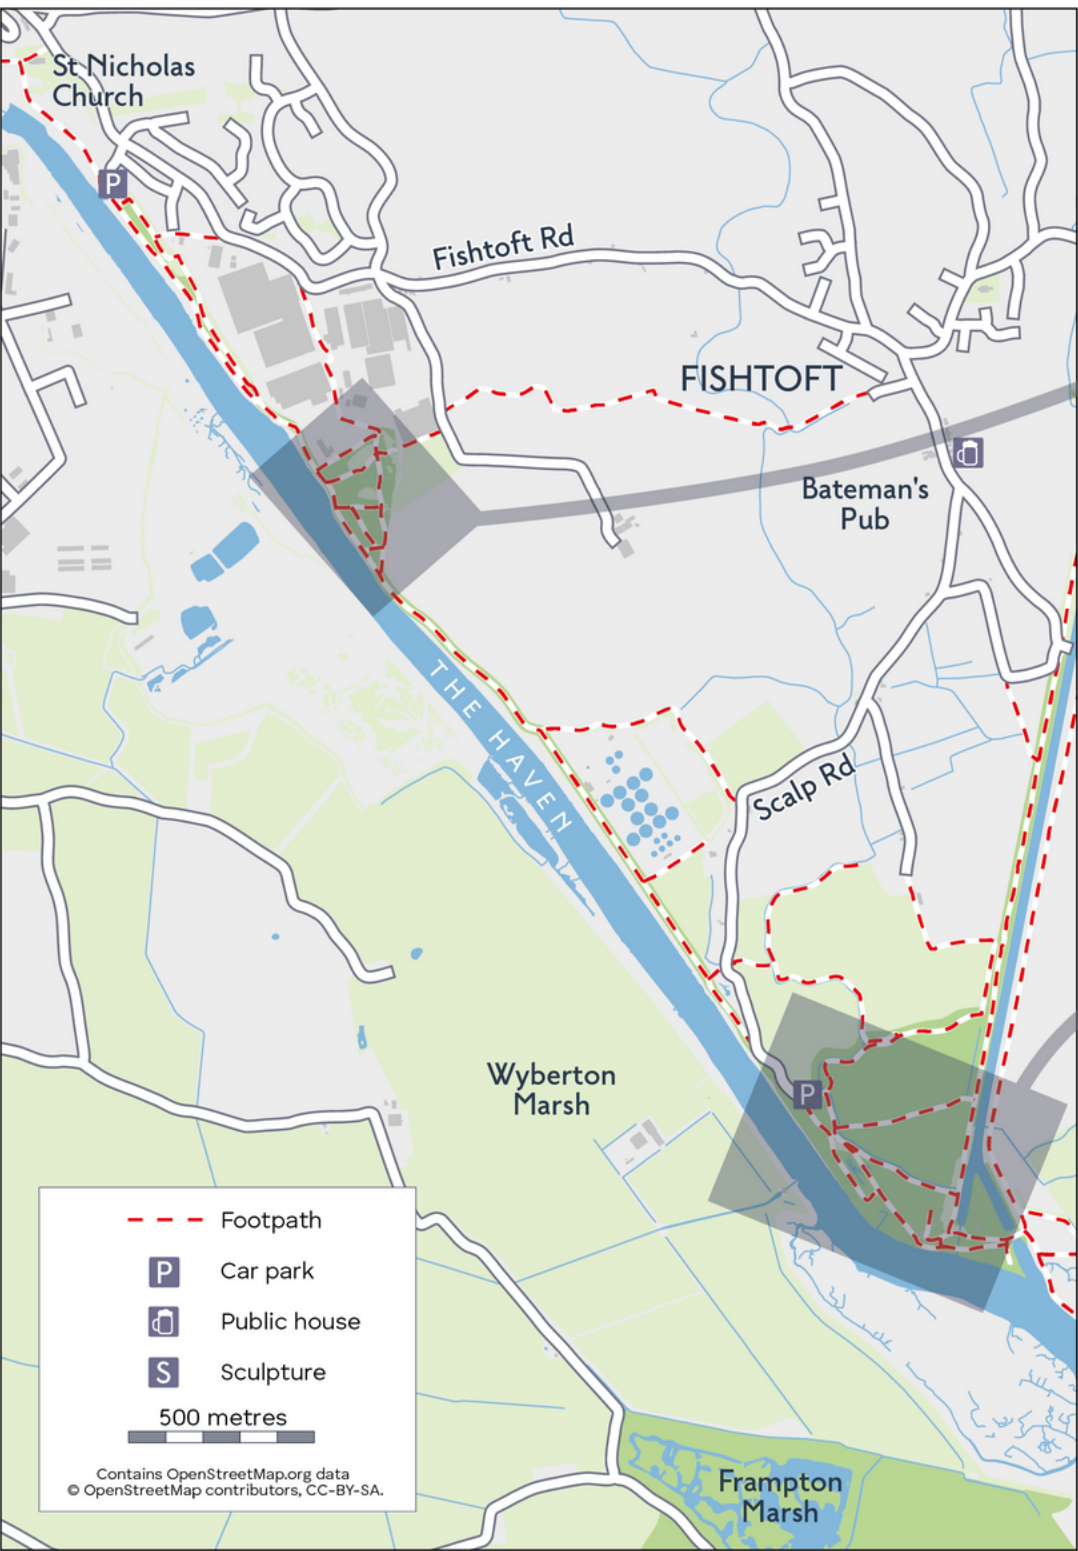 St Nicholas
Church
P
Fishtoft Rd
FISHTOFT
Bateman's
Pub
THE HAVEN
Scalp Rd
Wyberton
Marsh
P
Footpath
P Car park
Public house
S Sculpture
500 metres
Contains OpenStreetMap.org data
© OpenStreetMap contributors, CC-BY-SA.
Frampton
Marsh